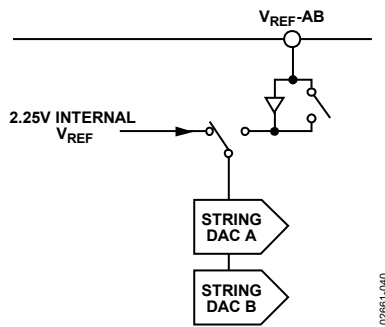 VREF-AB
2.25V INTERNAL
VREF
STRING
DAC A
STRING
DAC B
02661-040